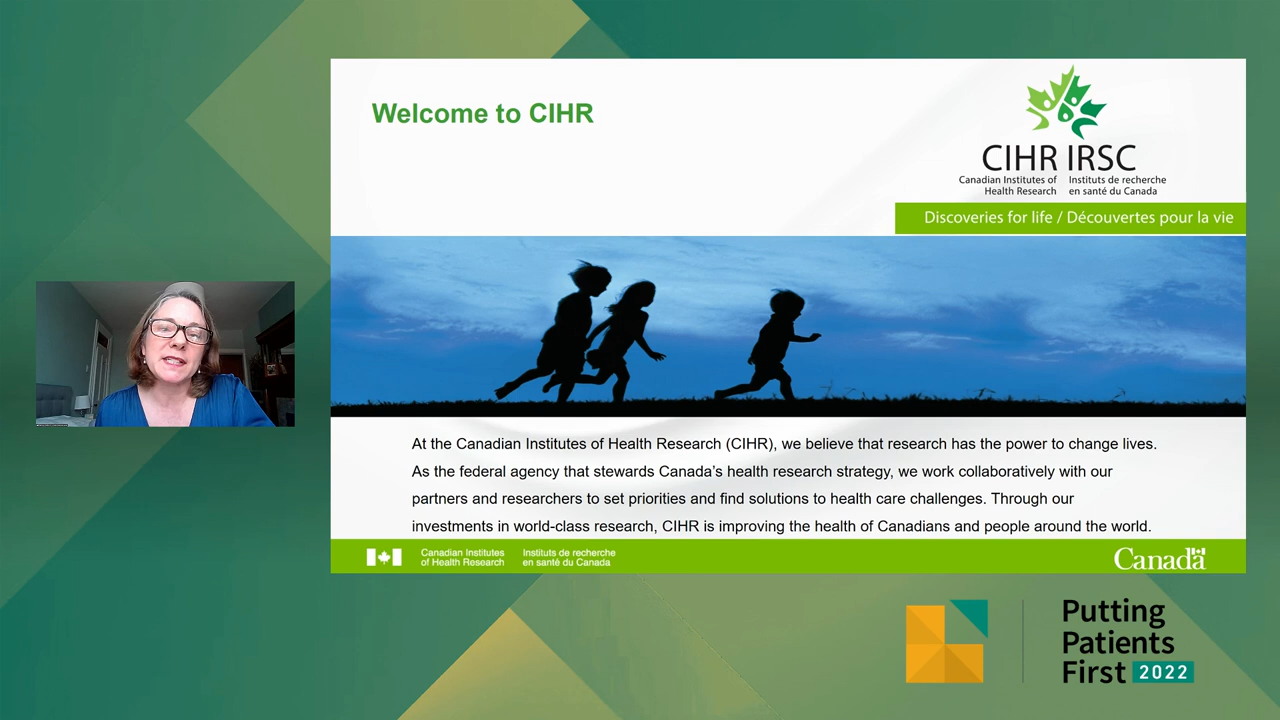 Welcome to CIHR
CIHR IRSC
Canadian Institutes of Health Research
Instituts de recherche en santé du Canada
Discoveries for life / Découvertes pour la vie
At the Canadian Institutes of Health Research (CIHR), we believe that research has the power to change lives.
As the federal agency that stewards Canada’s health research strategy, we work collaboratively with our
partners and researchers to set priorities and find solutions to health care challenges. Through our
investments in world-class research, CIHR is improving the health of Canadians and people around the world.
Canadian Institutes
of Health Research
Instituts de recherche
en santé du Canada
Canada
Putting
Patients
First 2022